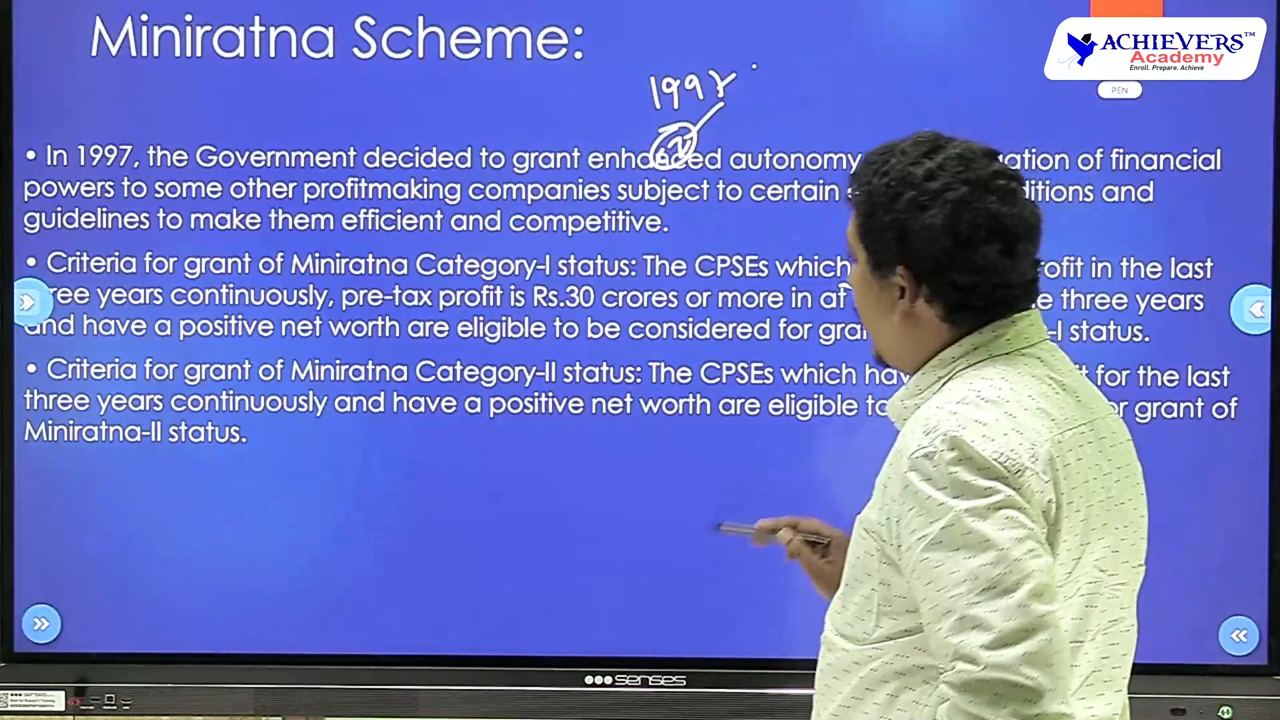 Miniratna Scheme:
ACHIEVERS™
Academy
Enroll. Prepare. Achieve
PEN
1997
• In 1997, the Government decided to grant enhanced autonomy ation of financial
powers to some other profitmaking companies subject to certain ditions and
guidelines to make them efficient and competitive.
• Criteria for grant of Miniratna Category-I status: The CPSEs which rofit in the last
ree years continuously, pre-tax profit is Rs.30 crores or more in at e three years
and have a positive net worth are eligible to be considered for gra -I status.
• Criteria for grant of Miniratna Category-II status: The CPSEs which hav t for the last
three years continuously and have a positive net worth are eligible to or grant of
Miniratna-II status.
senses